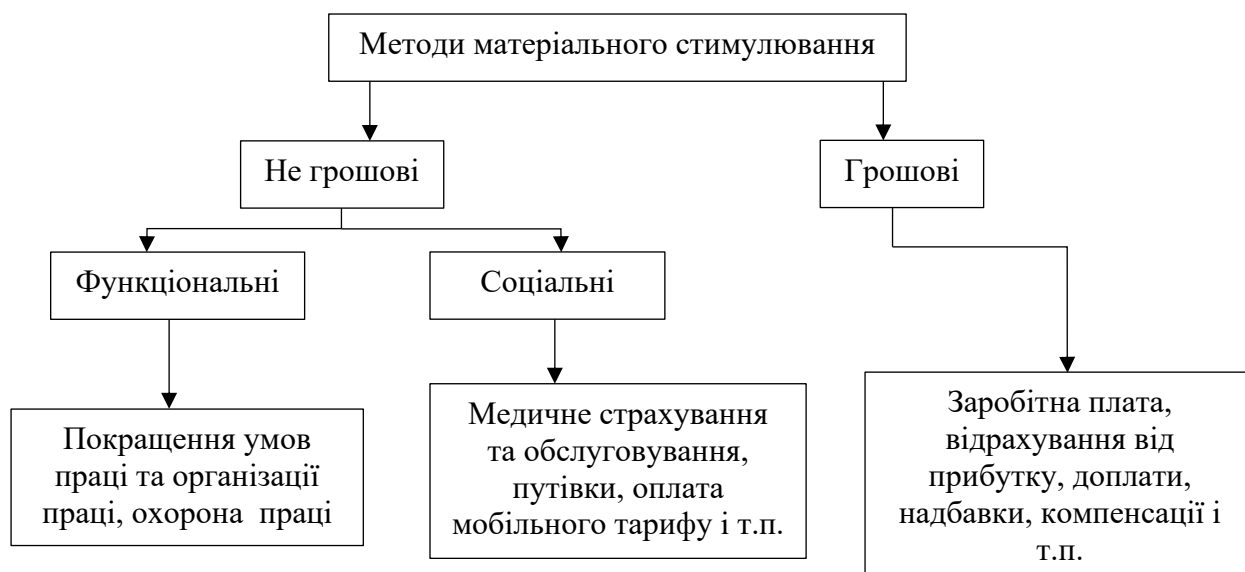 Методи матеріального стимулювання
Не грошові
Грошові
Функціональні
Соціальні
Покращення умов
праці та організації
праці, охорона праці
Медичне страхування
та обслуговування,
путівки, оплата
мобільного тарифу і т.п.
Заробітна плата,
відрахування від
прибутку, доплати,
надбавки, компенсації і
т.п.